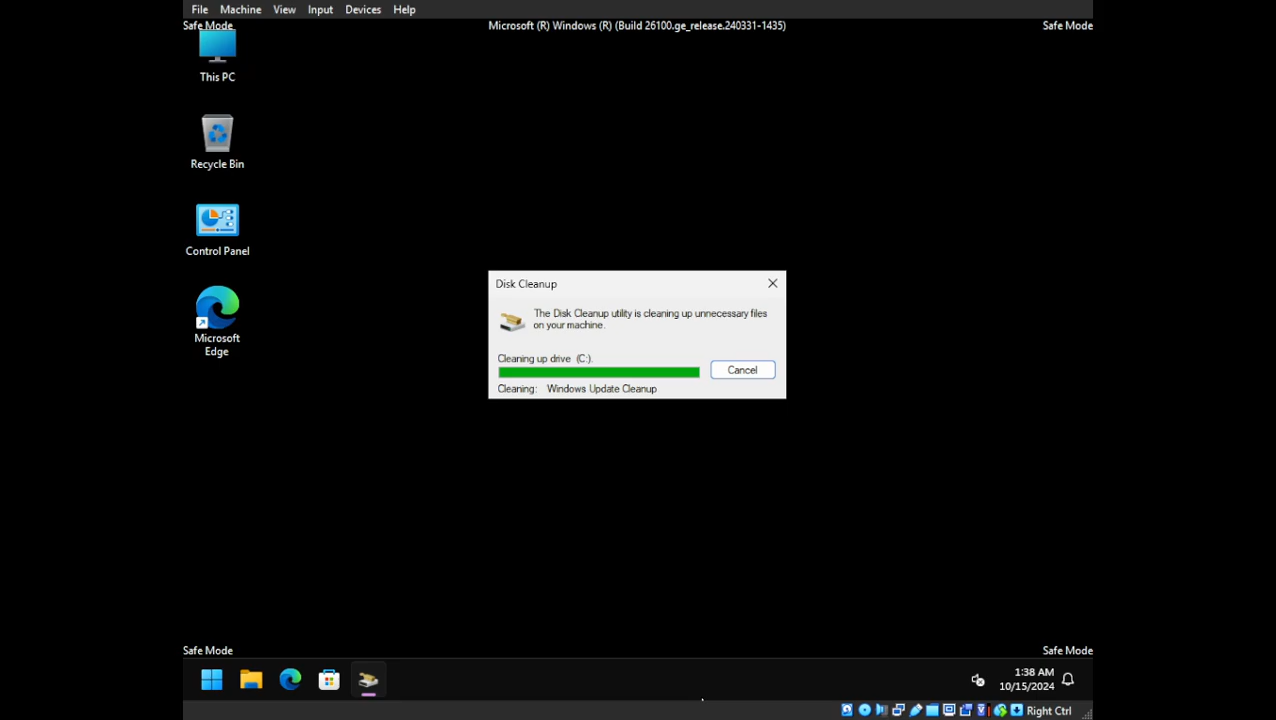 File Machine View Input Devices Help
Safe Mode Microsoft (R) Windows (R) (Build 26100.ge_release.240331-1435) Safe Mode
This PC
Recycle Bin
Control Panel
Microsoft
Edge
Disk Cleanup
The Disk Cleanup utility is cleaning up unnecessary files
on your machine.
Cleaning up drive (C:).
Cancel
Cleaning: Windows Update Cleanup
Safe Mode Safe Mode
1:38 AM
10/15/2024
Right Ctrl